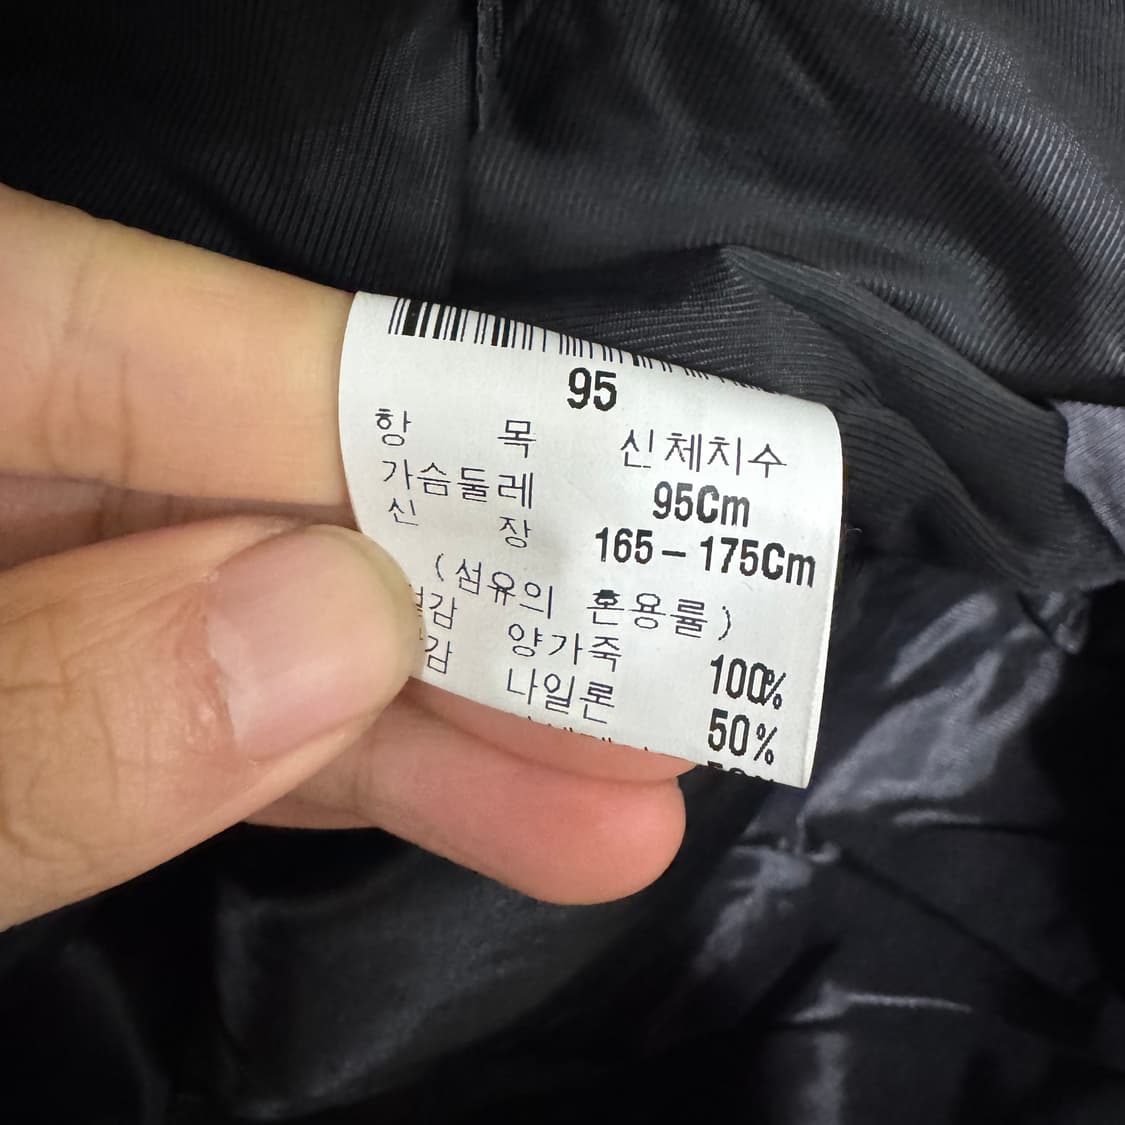 95
항 목 신체치수
가슴둘레 95Cm
신 장 165-175Cm
(섬유의 혼용률)
양가죽 100%
나일론 50%